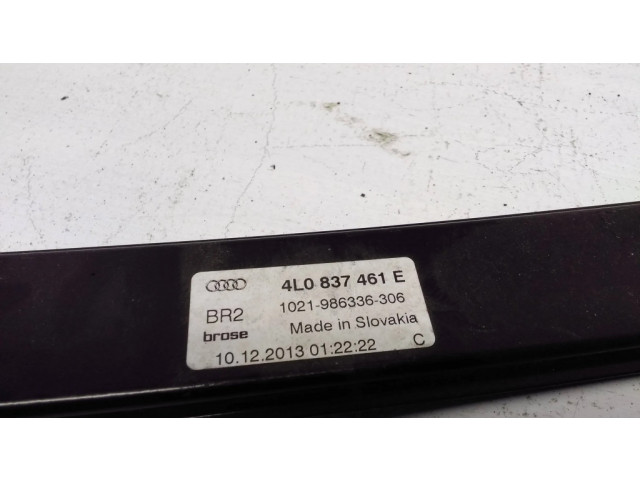 4L0 837 461 E
BR2 1021-986336-306
brose Made in Slovakia
10.12.2013 01:22:22 C